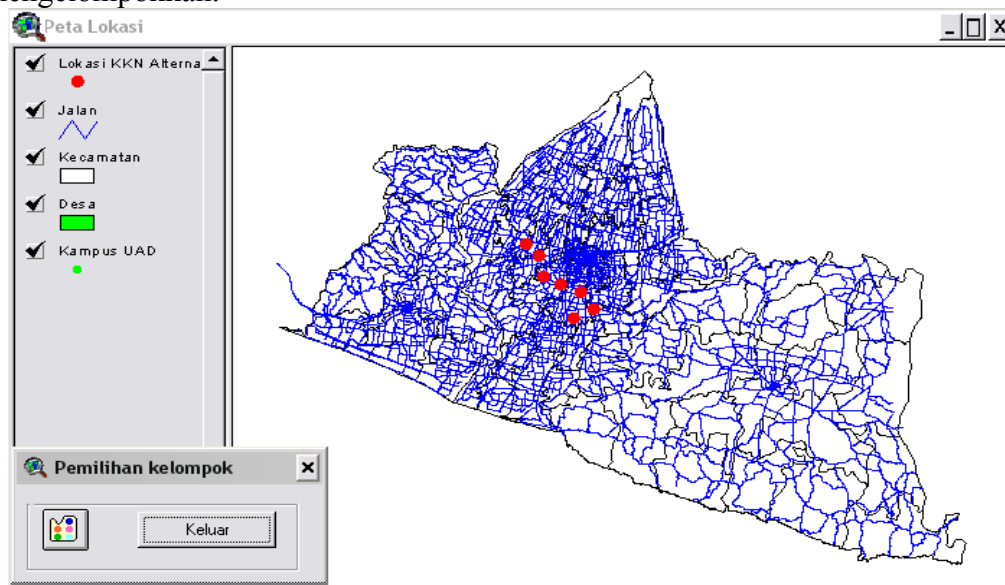 Peta Lokasi
Lokasi KKN Alterna
Jalan
Kecamatan
Desa
Kampus UAD
Pemilihan kelompok
Keluar